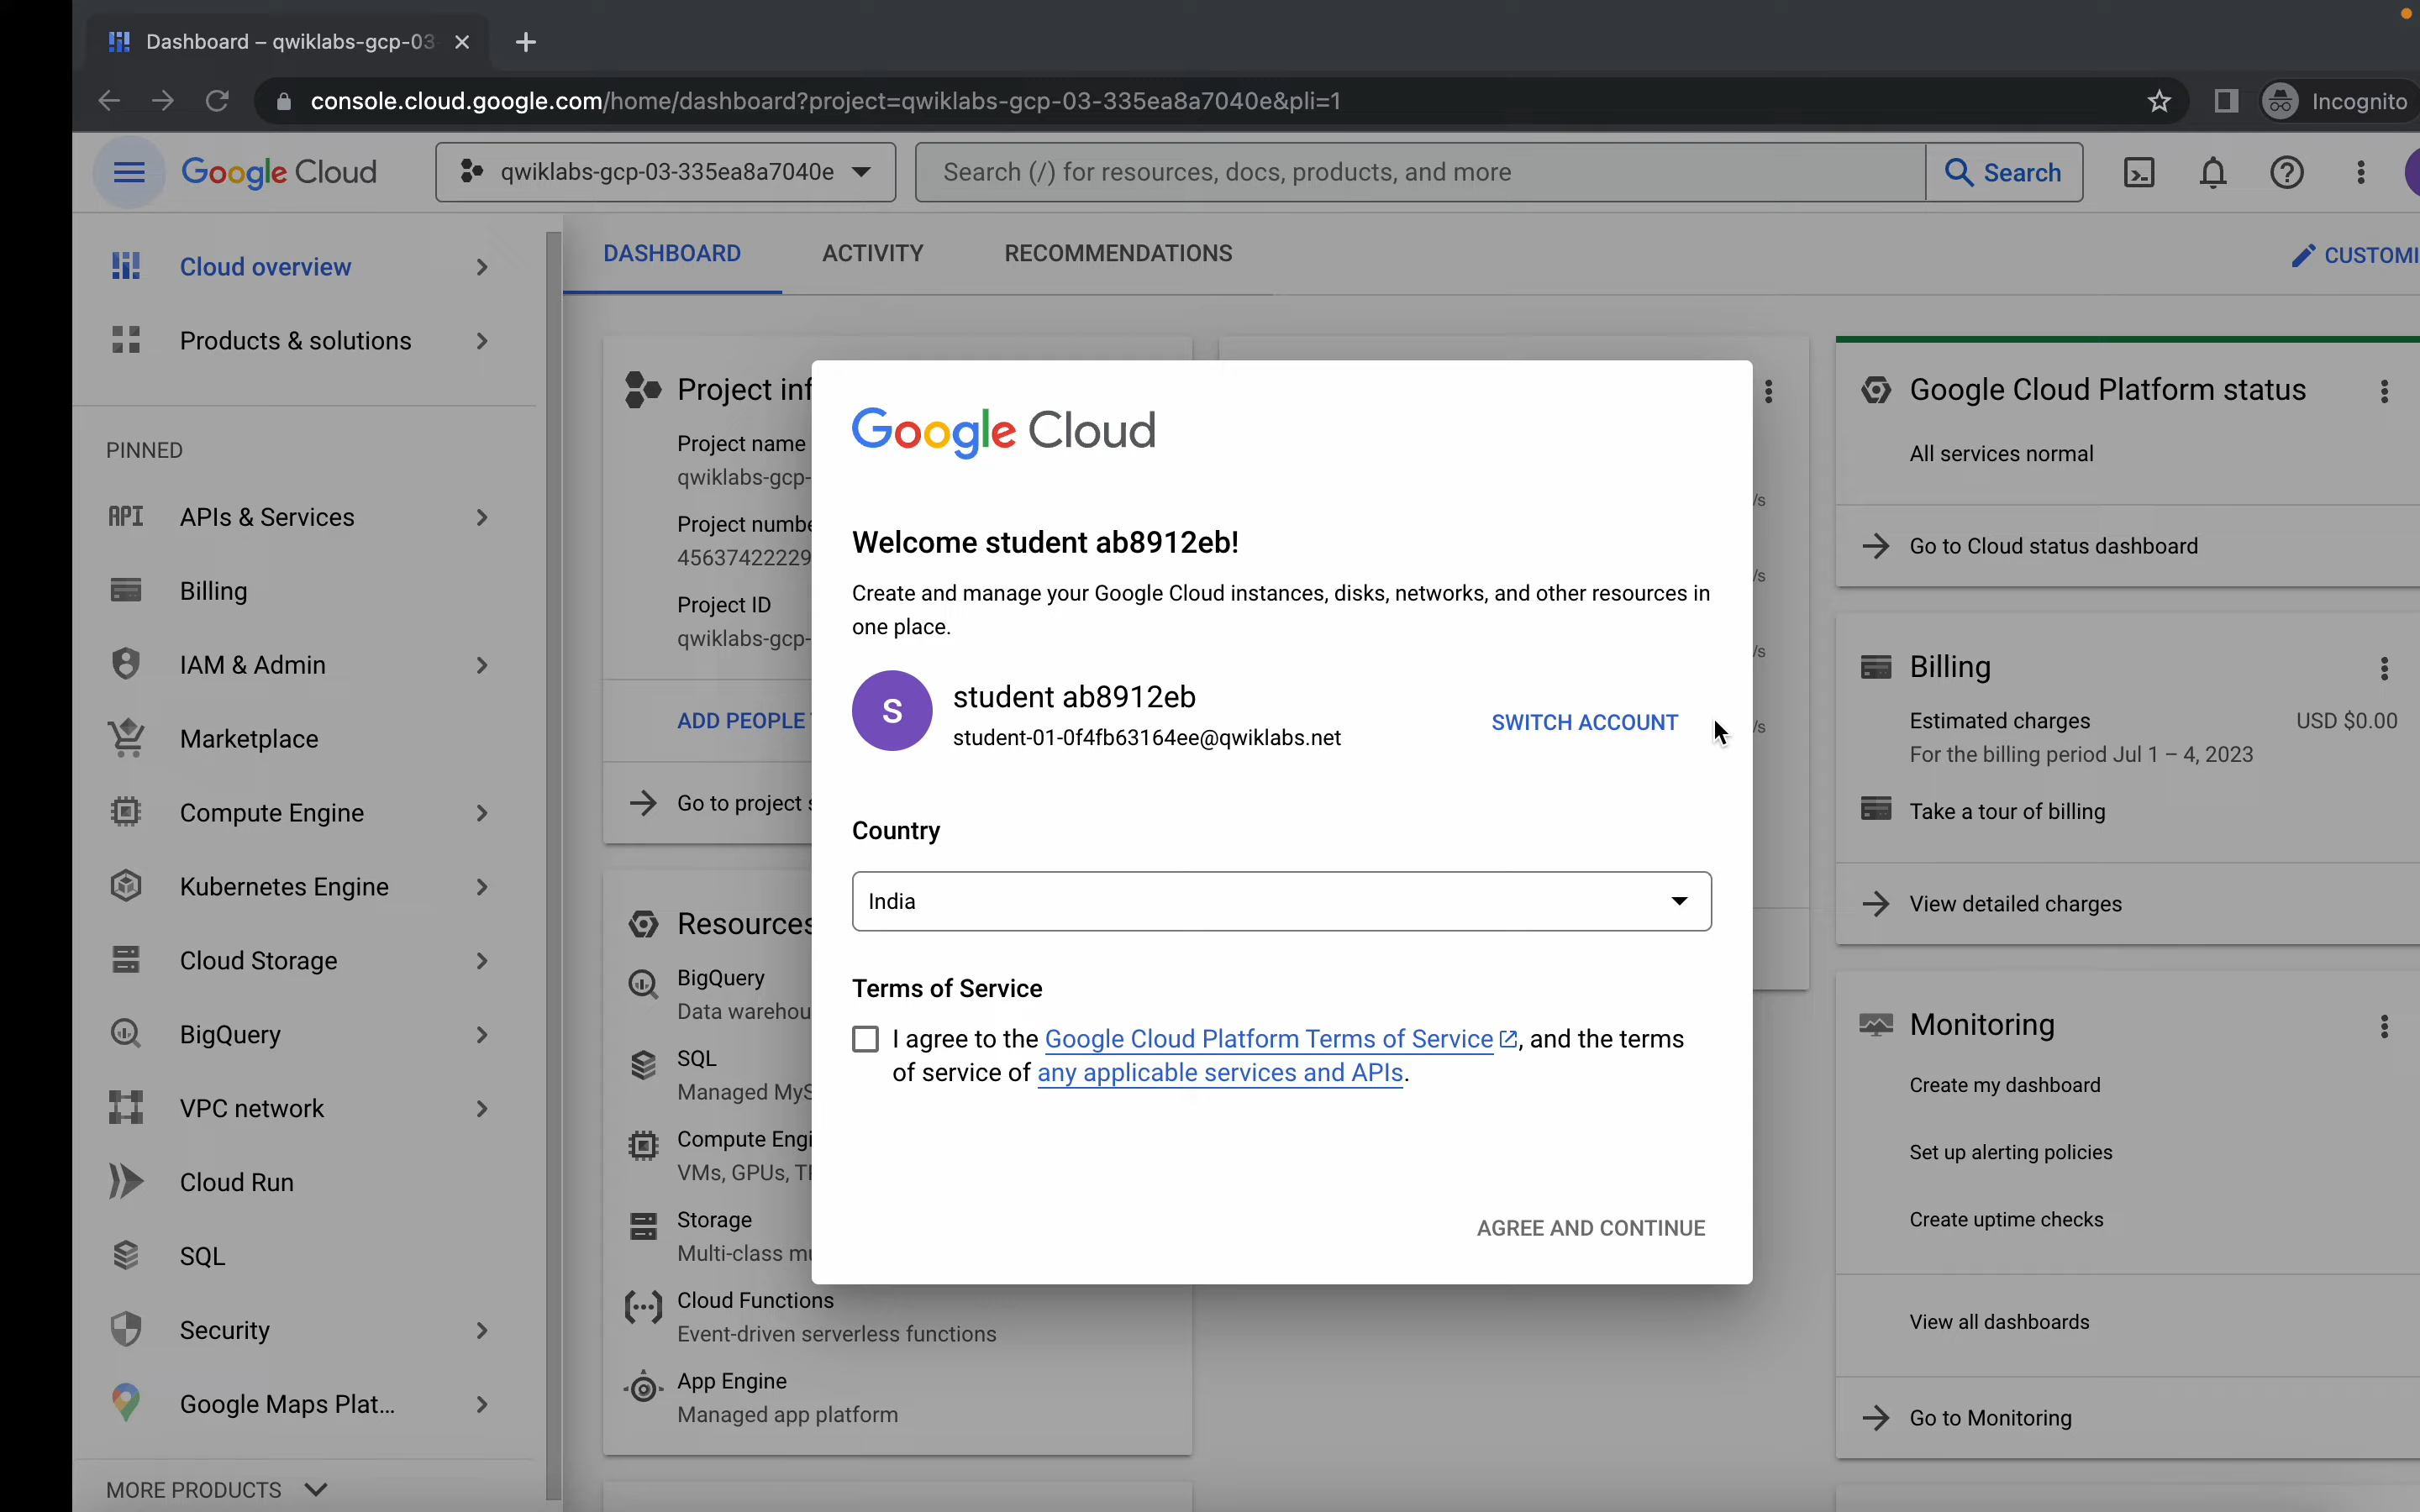 Dashboard – qwiklabs-gcp-03
console.cloud.google.com/home/dashboard?project=qwiklabs-gcp-03-335ea8a7040e&pli=1
Incognito
Google Cloud
qwiklabs-gcp-03-335ea8a7040e
Search (/) for resources, docs, products, and more
Search
Cloud overview
Products & solutions
PINNED
API APIs & Services
Billing
IAM & Admin
Marketplace
Compute Engine
Kubernetes Engine
Cloud Storage
BigQuery
VPC network
Cloud Run
SQL
Security
Google Maps Plat...
MORE PRODUCTS
DASHBOARD
ACTIVITY
RECOMMENDATIONS
CUSTOMI
Project inf
Project name
qwiklabs-gcp-
Project numbe
45637422229
Project ID
qwiklabs-gcp-
ADD PEOPLE
Go to project s
Resources
BigQuery
Data warehou
SQL
Managed MyS
Compute Engi
VMs, GPUs, TP
Storage
Multi-class mu
Cloud Functions
Event-driven serverless functions
App Engine
Managed app platform
Google Cloud
Welcome student ab8912eb!
Create and manage your Google Cloud instances, disks, networks, and other resources in
one place.
S
student ab8912eb
student-01-0f4fb63164ee@qwiklabs.net
SWITCH ACCOUNT
Country
India
Terms of Service
I agree to the Google Cloud Platform Terms of Service, and the terms
of service of any applicable services and APIs.
AGREE AND CONTINUE
/s
/s
/s
/s
Google Cloud Platform status
All services normal
Go to Cloud status dashboard
Billing
Estimated charges
USD $0.00
For the billing period Jul 1 – 4, 2023
Take a tour of billing
View detailed charges
Monitoring
Create my dashboard
Set up alerting policies
Create uptime checks
View all dashboards
Go to Monitoring